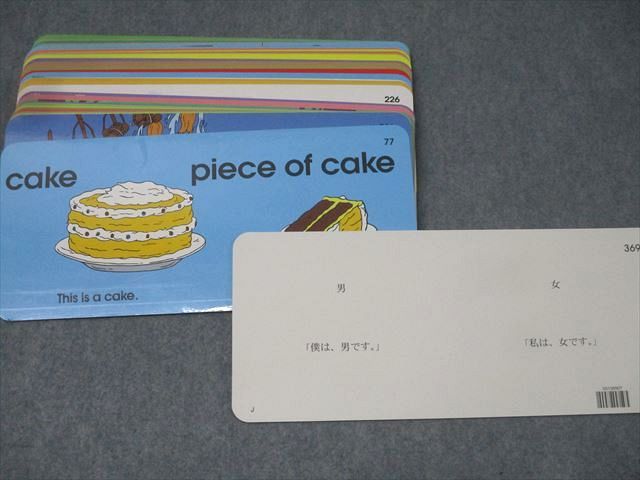 226
77
cake
piece of cake
This is a cake.
369
男
女
「僕は、男です。」
「私は、女です。」
J